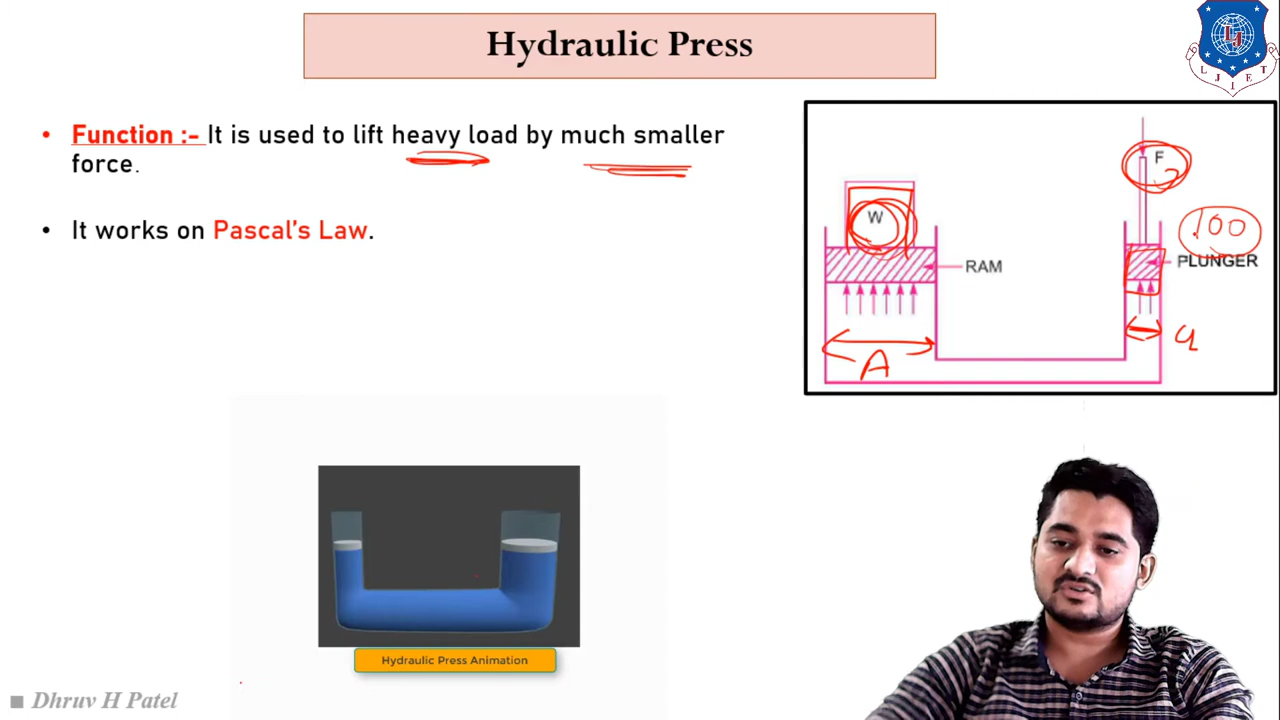 Hydraulic Press
LJIET
• Function :- It is used to lift heavy load by much smaller
force.
• It works on Pascal's Law.
W
F
100
RAM
PLUNGER
A
a
Hydraulic Press Animation
Dhruv H Patel